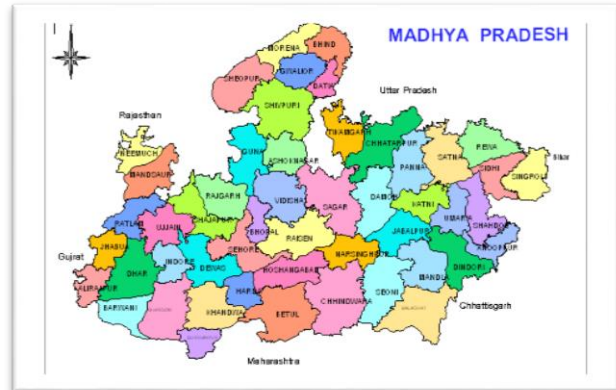 MADHYA PRADESH
MORENA
BHIND
GWALIOR
SHEOPUR
DATIA
SHIVPURI
Uttar Pradesh
Rajasthan
TIKAMGARH
CHHATARPUR
NEEMUCH
GUNA
ASHOKNAGAR
PANNA
SATNA
REWA
SIDHI
SINGROLI
MANDSAUR
RAJGARH
VIDISHA
SAGAR
DAMOH
KATNI
UMARIA
SHAHDOL
ANOOPPUR
RATLAM
SHAJAPUR
UJJAIN
BHOPAL
RAISEN
JABALPUR
Gujrat
JHABUA
SEHORE
NARSINGHPUR
DINDORI
INDORE
DEWAS
HOSHANGABAD
MANDLA
DHAR
ALIRAJPUR
HARDA
SEONI
BARWANI
CHHINDWARA
KHANDWA
BETUL
Chhattisgarh
Maharashtra